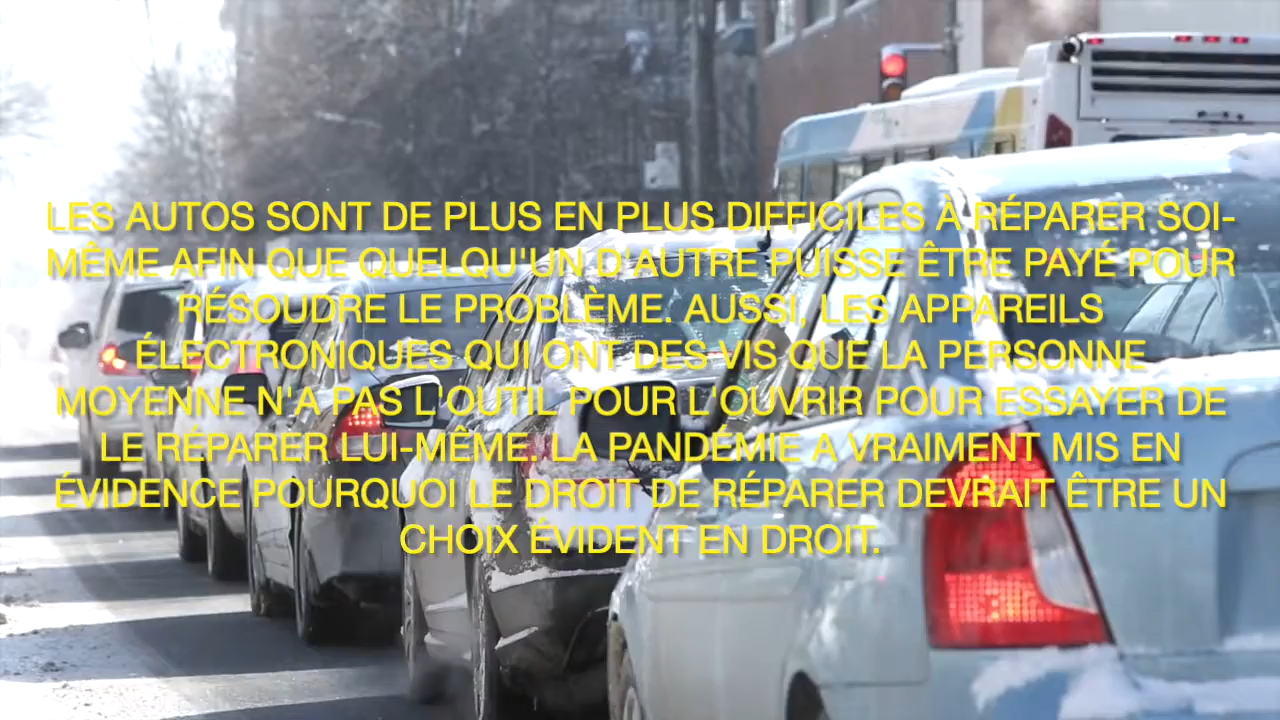 LES AUTOS SONT DE PLUS EN PLUS DIFFICILES À RÉPARER SOI-
MÊME AFIN QUE QUELQU'UN D'AUTRE PUISSE ÊTRE PAYÉ POUR
RÉSOUDRE LE PROBLÈME. AUSSI, LES APPAREILS
ÉLECTRONIQUES QUI ONT DES VIS QUE LA PERSONNE
MOYENNE N'A PAS L'OUTIL POUR L'OUVRIR POUR ESSAYER DE
LE RÉPARER LUI-MÊME. LA PANDÉMIE A VRAIMENT MIS EN
ÉVIDENCE POURQUOI LE DROIT DE RÉPARER DEVRAIT ÊTRE UN
CHOIX ÉVIDENT EN DROIT.